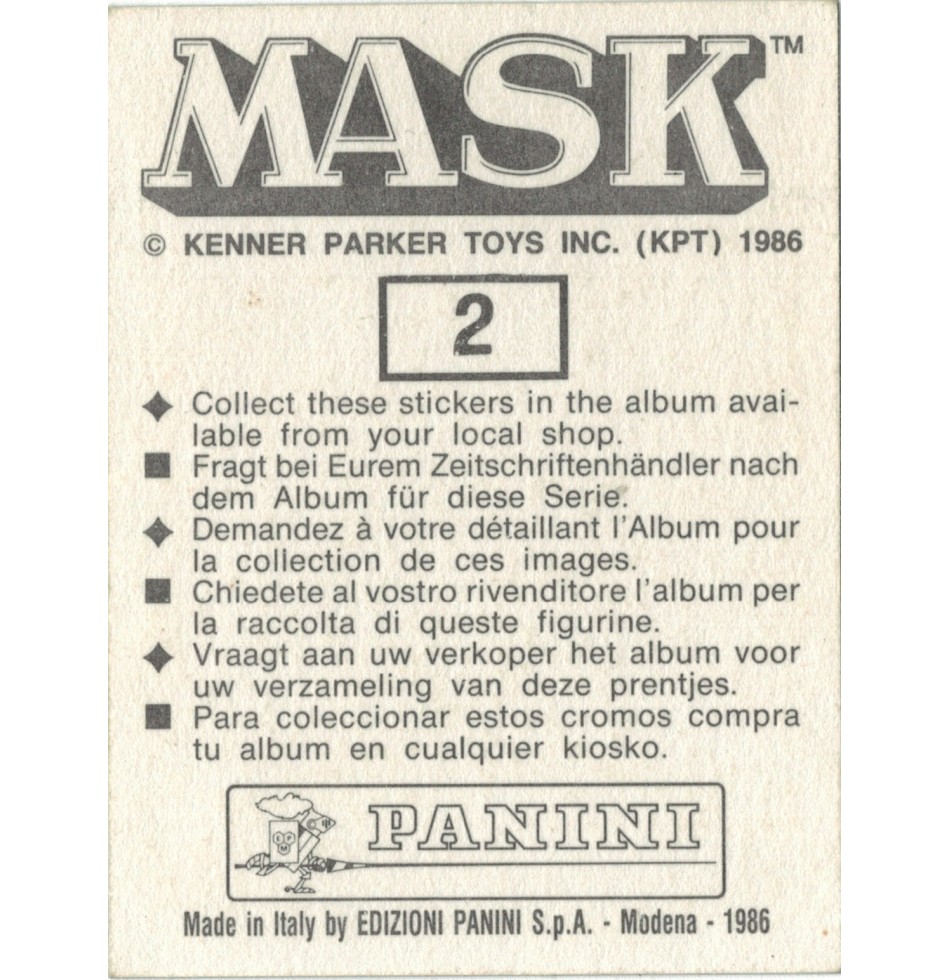 MASK™
© KENNER PARKER TOYS INC. (KPT) 1986
2
Collect these stickers in the album avai-
lable from your local shop.
Fragt bei Eurem Zeitschriftenhändler nach
dem Album für diese Serie.
Demandez à votre détaillant l'Album pour
la collection de ces images.
Chiedete al vostro rivenditore l'album per
la raccolta di queste figurine.
Vraagt aan uw verkoper het album voor
uw verzameling van deze prentjes.
Para coleccionar estos cromos compra
tu album en cualquier kiosko.
EPM
PANINI
Made in Italy by EDIZIONI PANINI S.p.A. - Modena - 1986